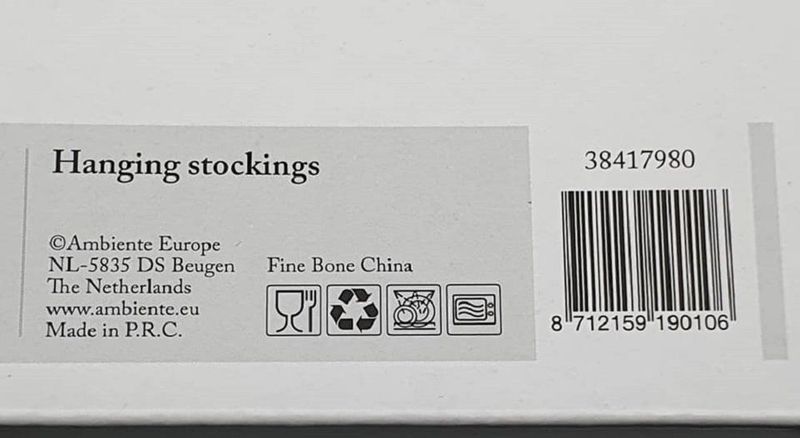 Hanging stockings
©Ambiente Europe
NL-5835 DS Beugen
The Netherlands
www.ambiente.eu
Made in P.R.C.
Fine Bone China
38417980
8 712159 190106